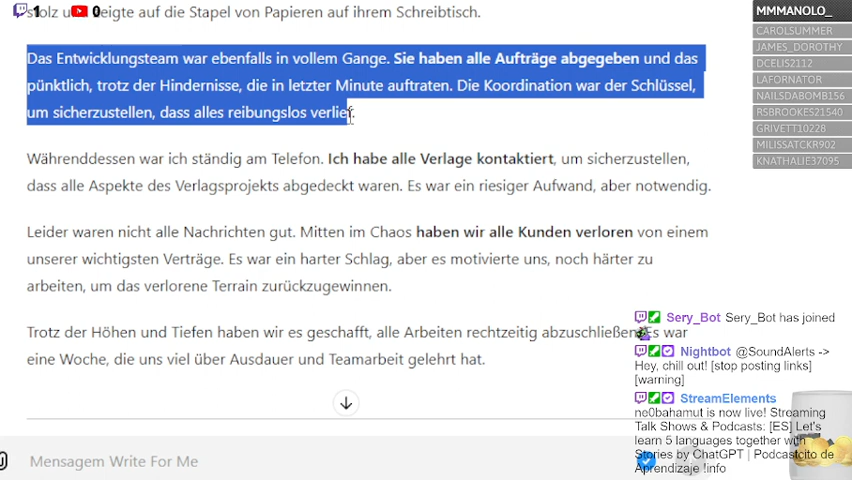 1
0
stolz
zeigte auf die Stapel von Papieren auf ihrem Schreibtisch.
Das Entwicklungsteam war ebenfalls in vollem Gange. Sie haben alle Aufträge abgegeben und das
pünktlich, trotz der Hindernisse, die in letzter Minute auftraten. Die Koordination war der Schlüssel,
um sicherzustellen, dass alles reibungslos verlief.
Währenddessen war ich ständig am Telefon. Ich habe alle Verlage kontaktiert, um sicherzustellen,
dass alle Aspekte des Verlagsprojekts abgedeckt waren. Es war ein riesiger Aufwand, aber notwendig.
Leider waren nicht alle Nachrichten gut. Mitten im Chaos haben wir alle Kunden verloren von einem
unserer wichtigsten Verträge. Es war ein harter Schlag, aber es motivierte uns, noch härter zu
arbeiten, um das verlorene Terrain zurückzugewinnen.
Trotz der Höhen und Tiefen haben wir es geschafft, alle Arbeiten rechtzeitig abzuschließen. Es war
eine Woche, die uns viel über Ausdauer und Teamarbeit gelehrt hat.
Mensagem Write For Me
MMMANOLO_
CAROLSUMMER
JAMES_DOROTHY
DCELIS2112
LAFORNATOR
NAILSDABOMB156
RSBROOKES21540
GRIVETT10228
MILISSATCKR902
KNATHALIE37095
Sery_Bot Sery_Bot has joined
Nightbot @SoundAlerts ->
Hey, chill out! [stop posting links]
[warning]
StreamElements
ne0bahamut is now live! Streaming
Talk Shows & Podcasts: [ES] Let's
learn 5 languages together with
Stories by ChatGPT | Podcastcito de
Aprendizaje !info